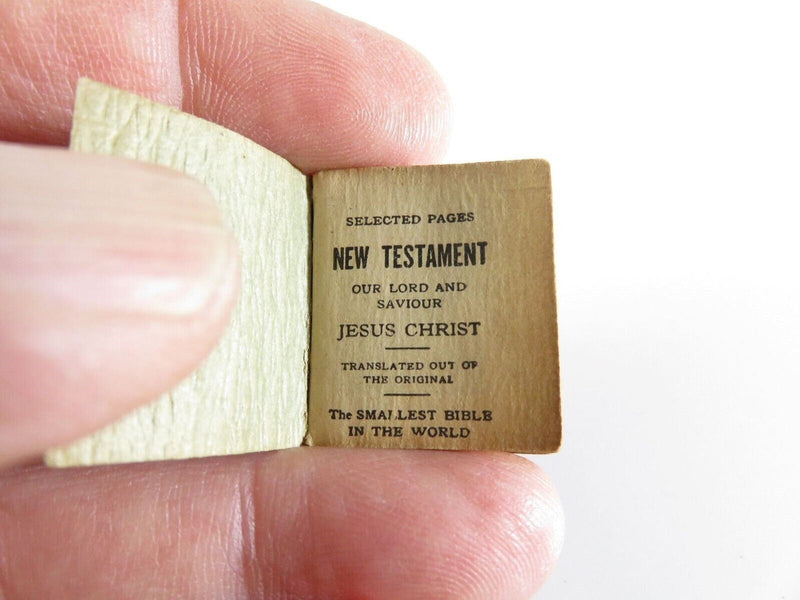 SELECTED PAGES
NEW TESTAMENT
OUR LORD AND
SAVIOUR
JESUS CHRIST
TRANSLATED OUT OF
THE ORIGINAL
The SMALLEST BIBLE
IN THE WORLD